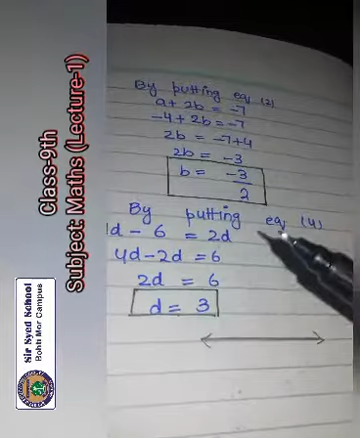 Class-9th
Subject: Maths (Lecture-1)
Sir Syed School
Bohh Mor Campus
By putting eq (2)
a + 2b = -7
-4 + 2b = -7
2b = -7+4
2b = -3
b = -3/2
By putting eq (4)
d - 6 = 2d
4d - 2d = 6
2d = 6
d = 3